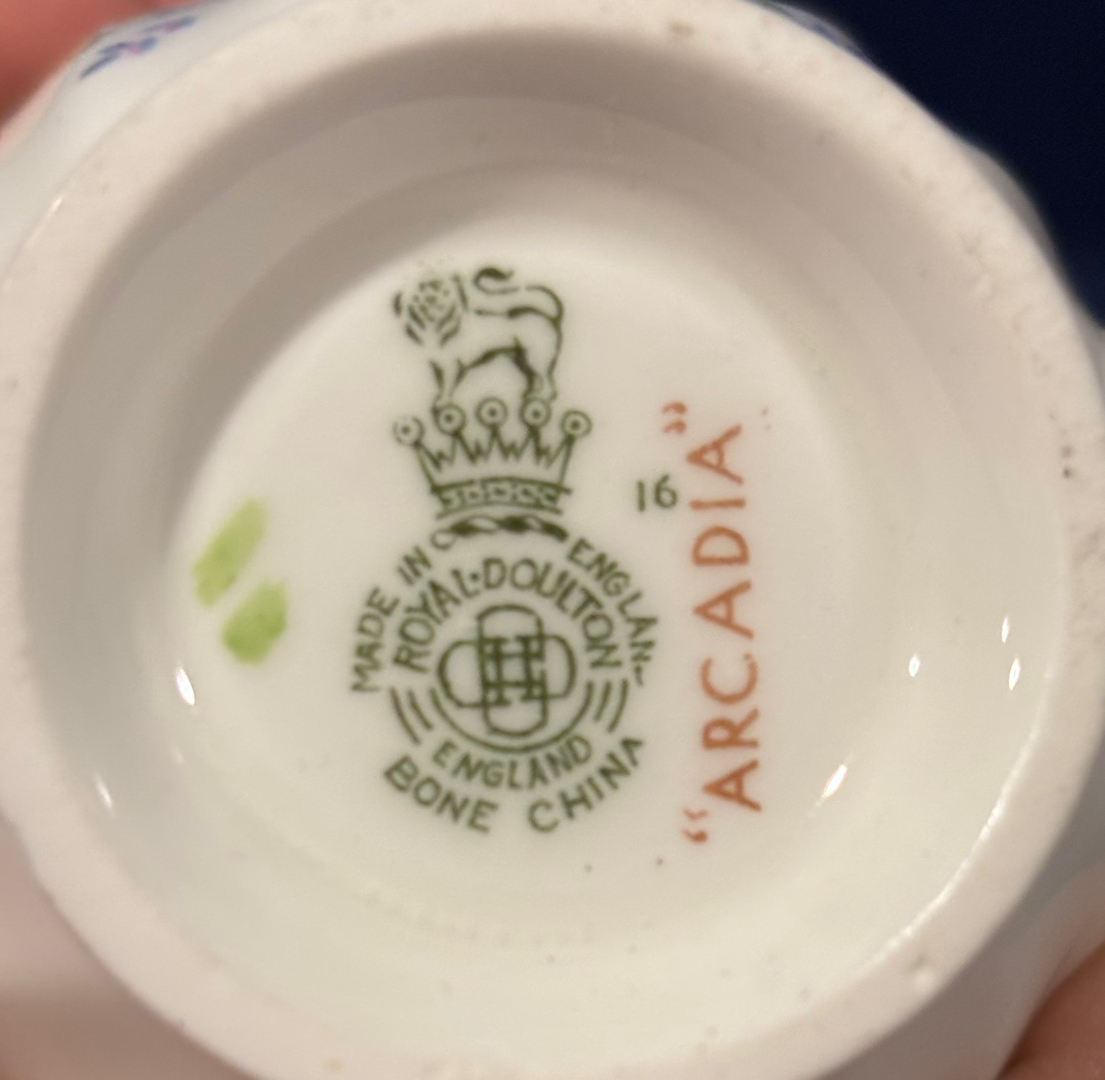 MADE IN ENGLAND
ROYAL·DOULTON
ENGLAND
BONE CHINA
16
"ARCADIA"